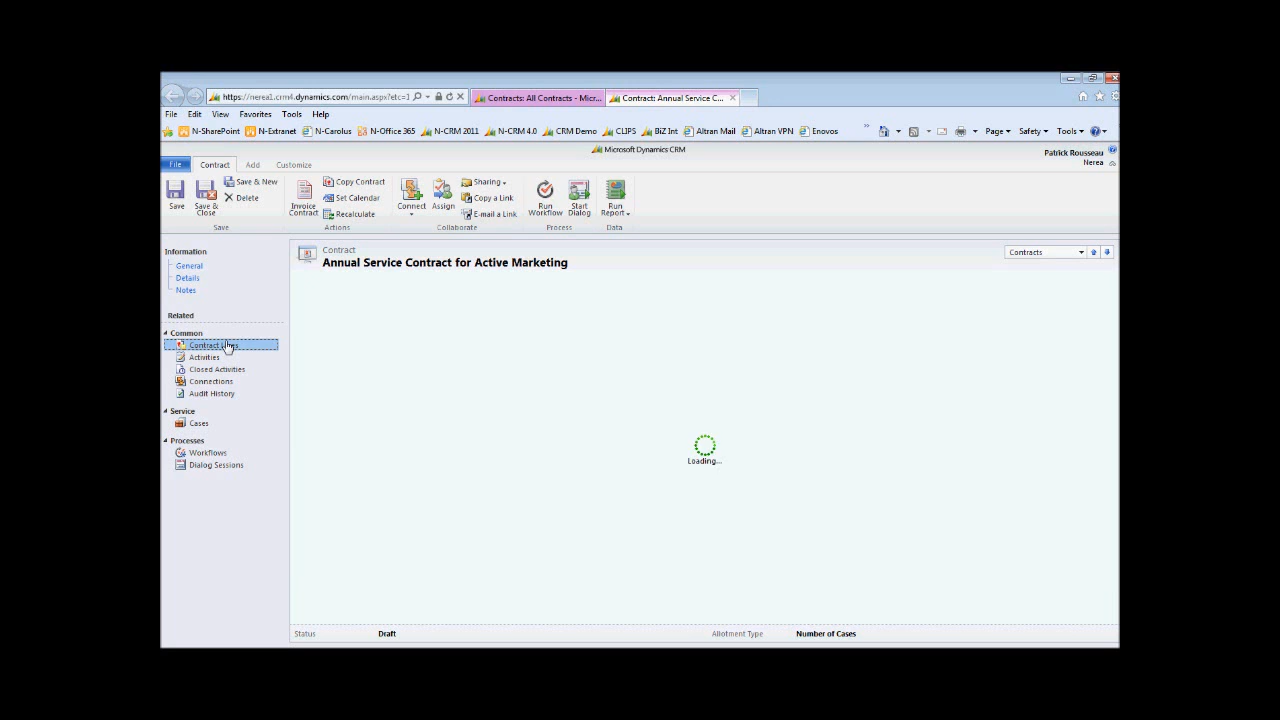 https://nerea1.crm4.dynamics.com/main.aspx?etc=1
Contracts: All Contracts - Micr...
Contract: Annual Service C...
File Edit View Favorites Tools Help
N-SharePoint N-Extranet N-Carolus N-Office 365 N-CRM 2011 N-CRM 4.0 CRM Demo CLIPS BiZ Int Altran Mail Altran VPN Enovos » Page Safety Tools
Microsoft Dynamics CRM
Patrick Rousseau
Nerea
File Contract Add Customize
Save
Save & Close
Save & New
Delete
Save
Invoice Contract
Copy Contract
Set Calendar
Recalculate
Actions
Connect
Assign
Sharing
Copy a Link
E-mail a Link
Collaborate
Run Workflow
Start Dialog
Process
Run Report
Data
Information
General
Details
Notes
Related
Common
Contract Lines
Activities
Closed Activities
Connections
Audit History
Service
Cases
Processes
Workflows
Dialog Sessions
Contract
Annual Service Contract for Active Marketing
Contracts
Loading...
Status Draft Allotment Type Number of Cases